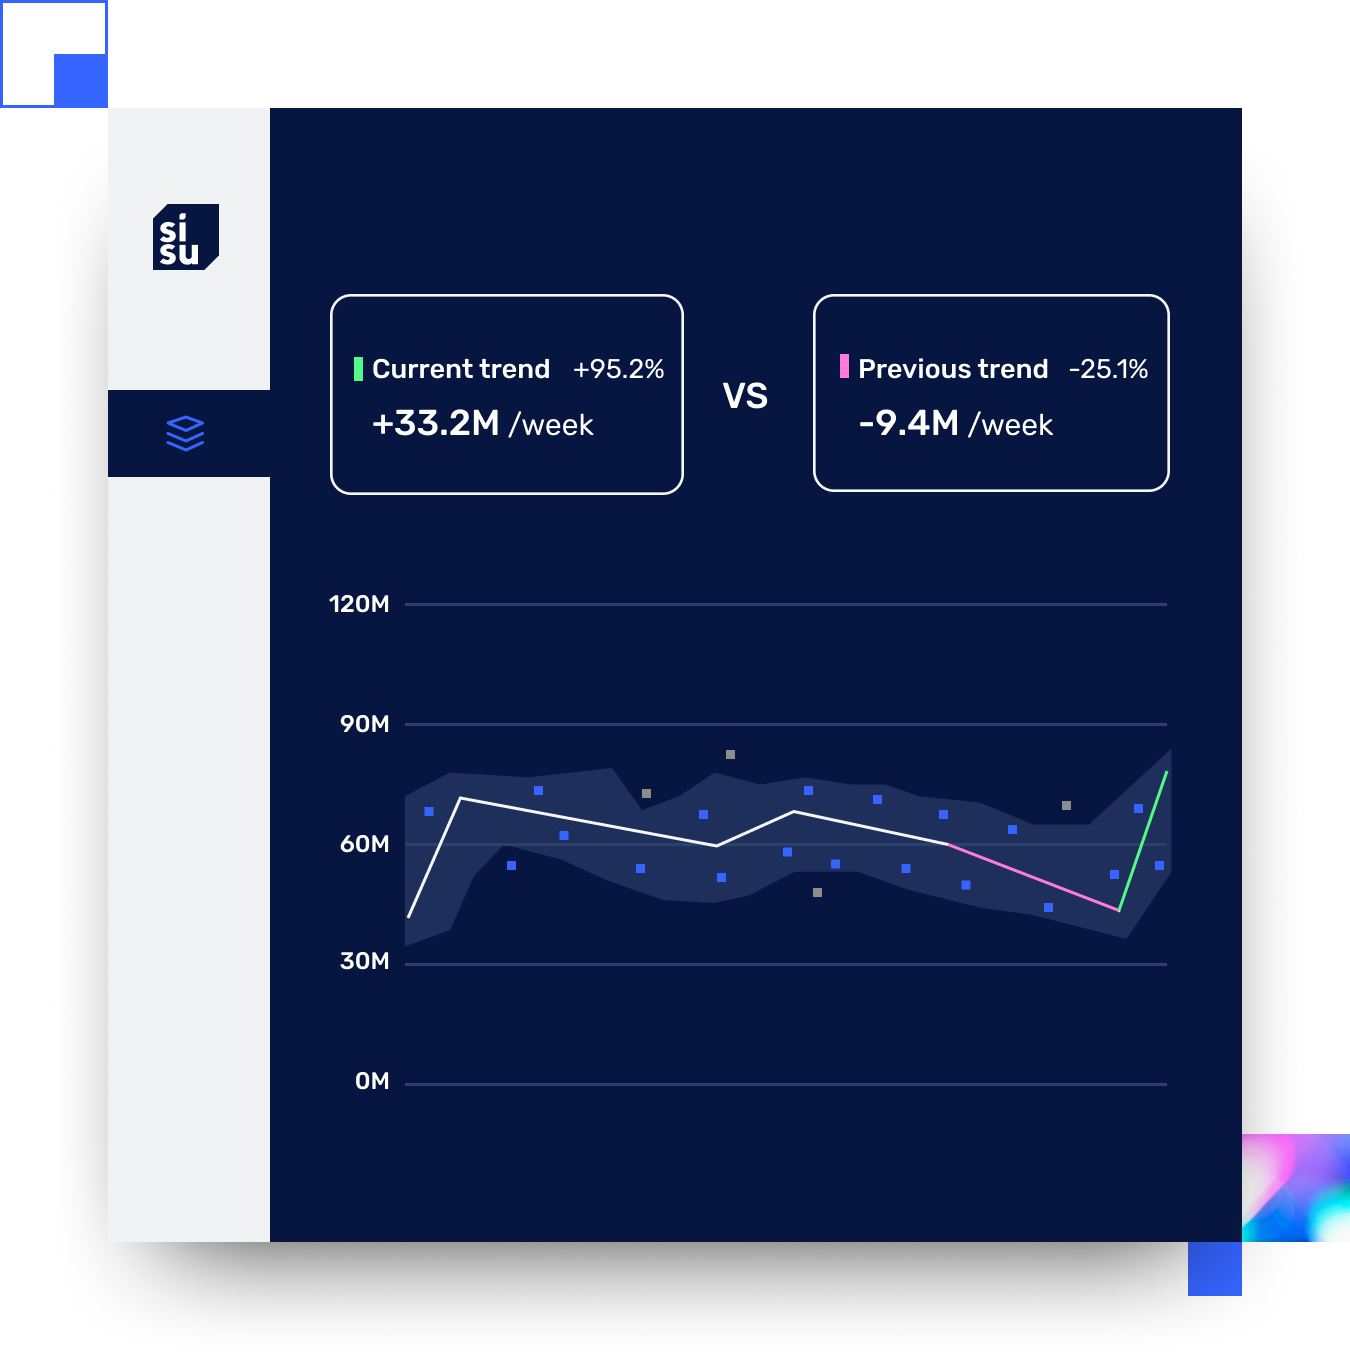 si
su
Current trend +95.2%
+33.2M /week
VS
Previous trend -25.1%
-9.4M /week
120M
90M
60M
30M
0M